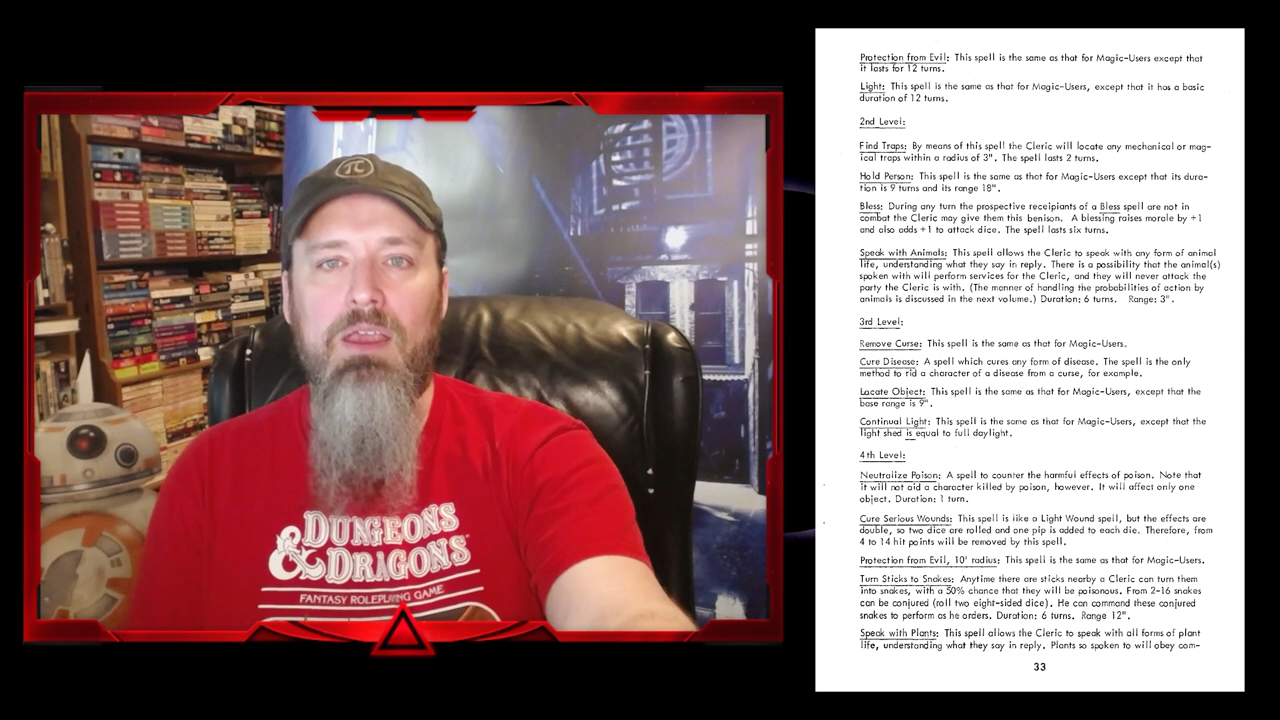 π
DUNGEONS
& DRAGONS
FANTASY ROLEPLAYING GAME
Protection from Evil: This spell is the same as that for Magic-Users except that
it lasts for 12 turns.
Light: This spell is the same as that for Magic-Users, except that it has a basic
duration of 12 turns.
2nd Level:
Find Traps: By means of this spell the Cleric will locate any mechanical or mag-
ical traps within a radius of 3". The spell lasts 2 turns.
Hold Person: This spell is the same as that for Magic-Users except that its dura-
tion is 9 turns and its range 18".
Bless: During any turn the prospective receipients of a Bless spell are not in
combat the Cleric may give them this benison. A blessing raises morale by +1
and also adds +1 to attack dice. The spell lasts six turns.
Speak with Animals: This spell allows the Cleric to speak with any form of animal
life, understanding what they say in reply. There is a possibility that the animal(s)
spoken with will perform services for the Cleric, and they will never attack the
party the Cleric is with. (The manner of handling the probabilities of action by
animals is discussed in the next volume.) Duration: 6 turns. Range: 3".
3rd Level:
Remove Curse: This spell is the same as that for Magic-Users.
Cure Disease: A spell which cures any form of disease. The spell is the only
method to rid a character of a disease from a curse, for example.
Locate Object: This spell is the same as that for Magic-Users, except that the
base range is 9".
Continual Light: This spell is the same as that for Magic-Users, except that the
light shed is equal to full daylight.
4th Level:
Neutralize Poison: A spell to counter the harmful effects of poison. Note that
it will not aid a character killed by poison, however. It will affect only one
object. Duration: 1 turn.
Cure Serious Wounds: This spell is like a Light Wound spell, but the effects are
double, so two dice are rolled and one pip is added to each die. Therefore, from
4 to 14 hit points will be removed by this spell.
Protection from Evil, 10' radius: This spell is the same as that for Magic-Users.
Turn Sticks to Snakes: Anytime there are sticks nearby a Cleric can turn them
into snakes, with a 50% chance that they will be poisonous. From 2-16 snakes
can be conjured (roll two eight-sided dice). He can command these conjured
snakes to perform as he orders. Duration: 6 turns. Range 12".
Speak with Plants: This spell allows the Cleric to speak with all forms of plant
life, understanding what they say in reply. Plants so spoken to will obey com-
33